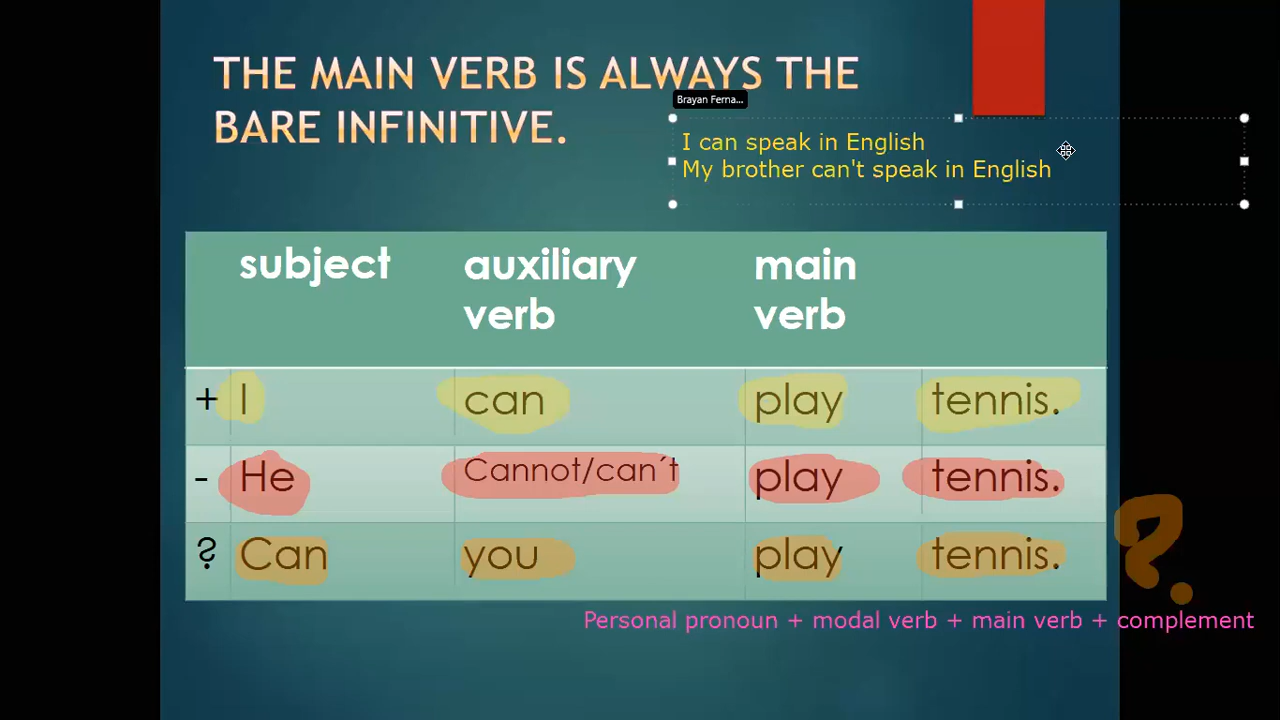 THE MAIN VERB IS ALWAYS THE
BARE INFINITIVE.
Brayan Ferna...
I can speak in English
My brother can't speak in English
subject auxiliary verb main verb
+ I can play tennis.
- He Cannot/can´t play tennis.
? Can you play tennis. ?
Personal pronoun + modal verb + main verb + complement